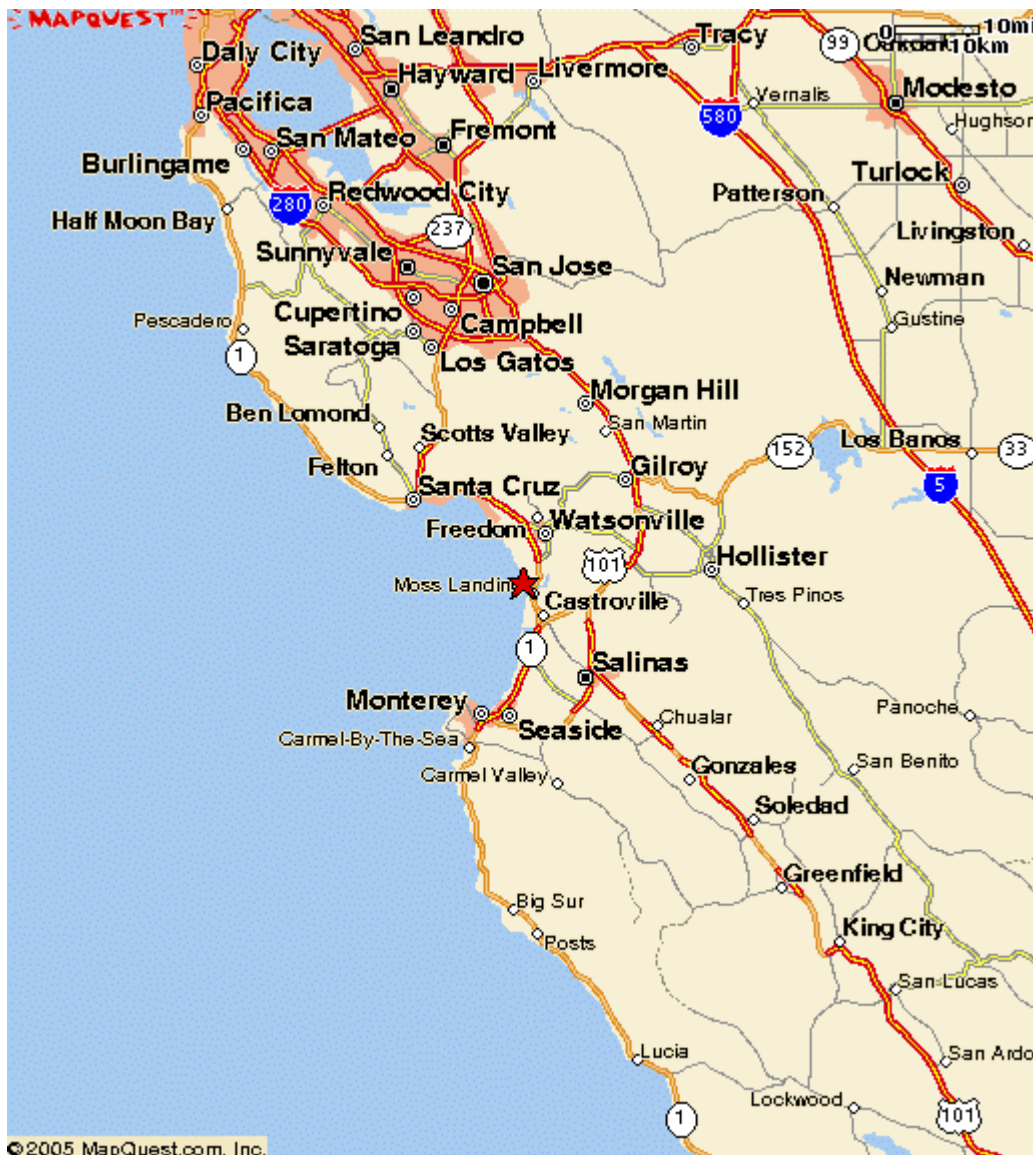 MAPQUEST
0 10mi
10km
Daly City
San Leandro
Tracy
99
Hayward
Livermore
Modesto
Pacifica
Vernalis
580
Hughson
San Mateo
Fremont
Burlingame
Turlock
280
Redwood City
Patterson
Half Moon Bay
237
Livingston
Sunnyvale
San Jose
Newman
Cupertino
Campbell
Gustine
Pescadero
Saratoga
Los Gatos
1
Morgan Hill
Ben Lomond
San Martin
Scotts Valley
152
Los Banos
33
Felton
Gilroy
5
Santa Cruz
Freedom
Watsonville
101
Hollister
Moss Landin
Castroville
Tres Pinos
1
Salinas
Monterey
Seaside
Chualar
Panoche
Carmel-By-The-Sea
Carmel Valley
Gonzales
San Benito
Soledad
Greenfield
Big Sur
Posts
King City
San Lucas
Lucia
San Ardo
Lockwood
1
101
©2005 MapQuest.com, Inc.